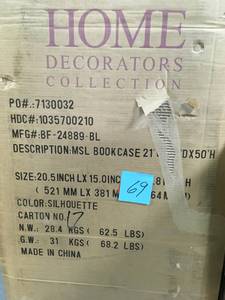 HOME
DECORATORS
COLLECTION
PO#.:7130032
HDC#:1035700210
MFG#:BF-24889-BL
DESCRIPTION:MSL BOOKCASE 21 DX50'H
SIZE:20.5INCH LX 15.0INC H
( 521 MM LX 381 M 64M )
69
COLOR:SILHOUETTE
CARTON NO.: 17
N.W.: 28.4 KGS ( 62.5 LBS)
G.W.: 31 KGS ( 68.2 LBS)
MADE IN CHINA